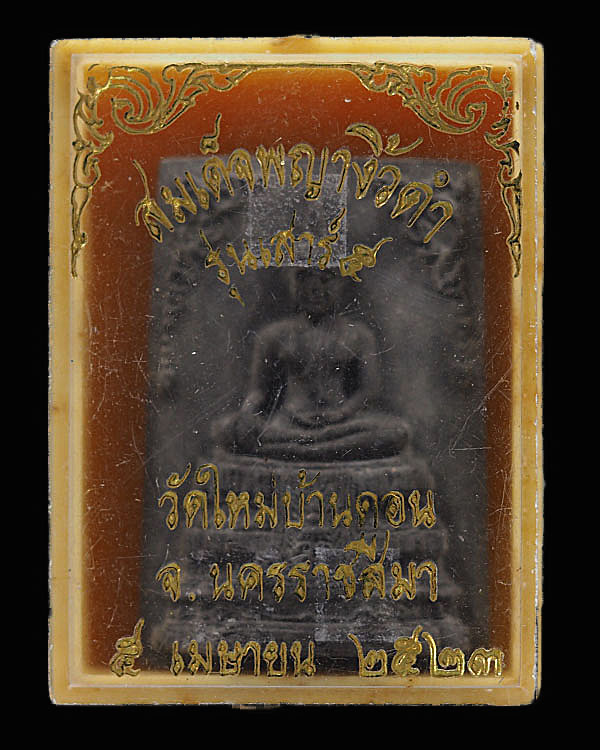 สมเด็จพญางิ้วดำ
รุ่นเสาร์ ๕
วัดใหม่บ้านดอน
จ. นครราชสีมา
๕ เมษายน ๒๕๒๓